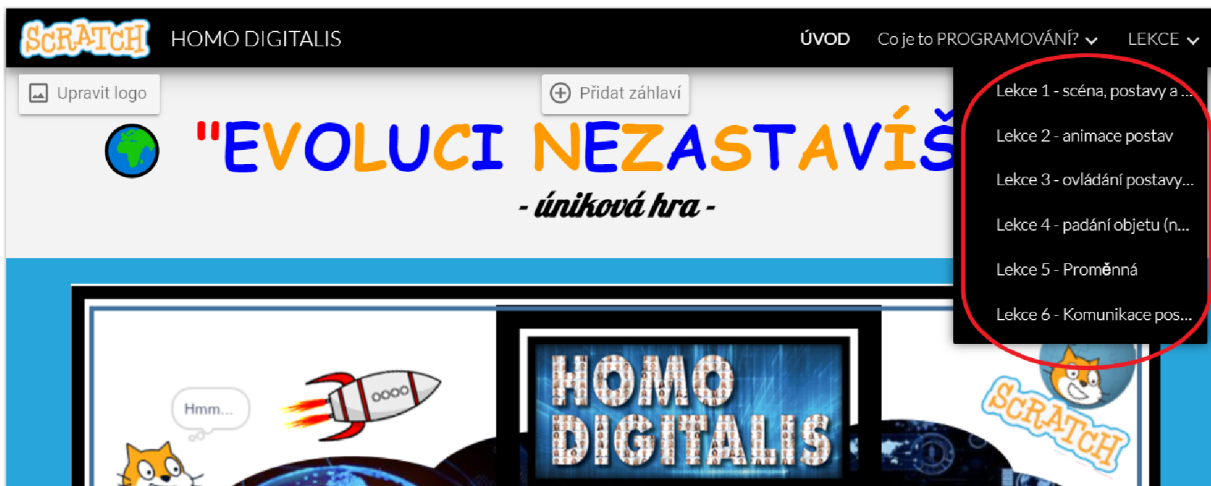 SCRATCH HOMO DIGITALIS ÚVOD Co je to PROGRAMOVÁNÍ? LEKCE
Upravit logo
Přidat záhlaví
"EVOLUCI NEZASTAVÍŠ
- úniková hra -
Lekce 1 - scéna, postavy a ...
Lekce 2 - animace postav
Lekce 3 - ovládání postavy...
Lekce 4 - padání objetu (n...
Lekce 5 - Proměnná
Lekce 6 - Komunikace pos...
Hmm...
HOMO
DIGITALIS
SCRATCH